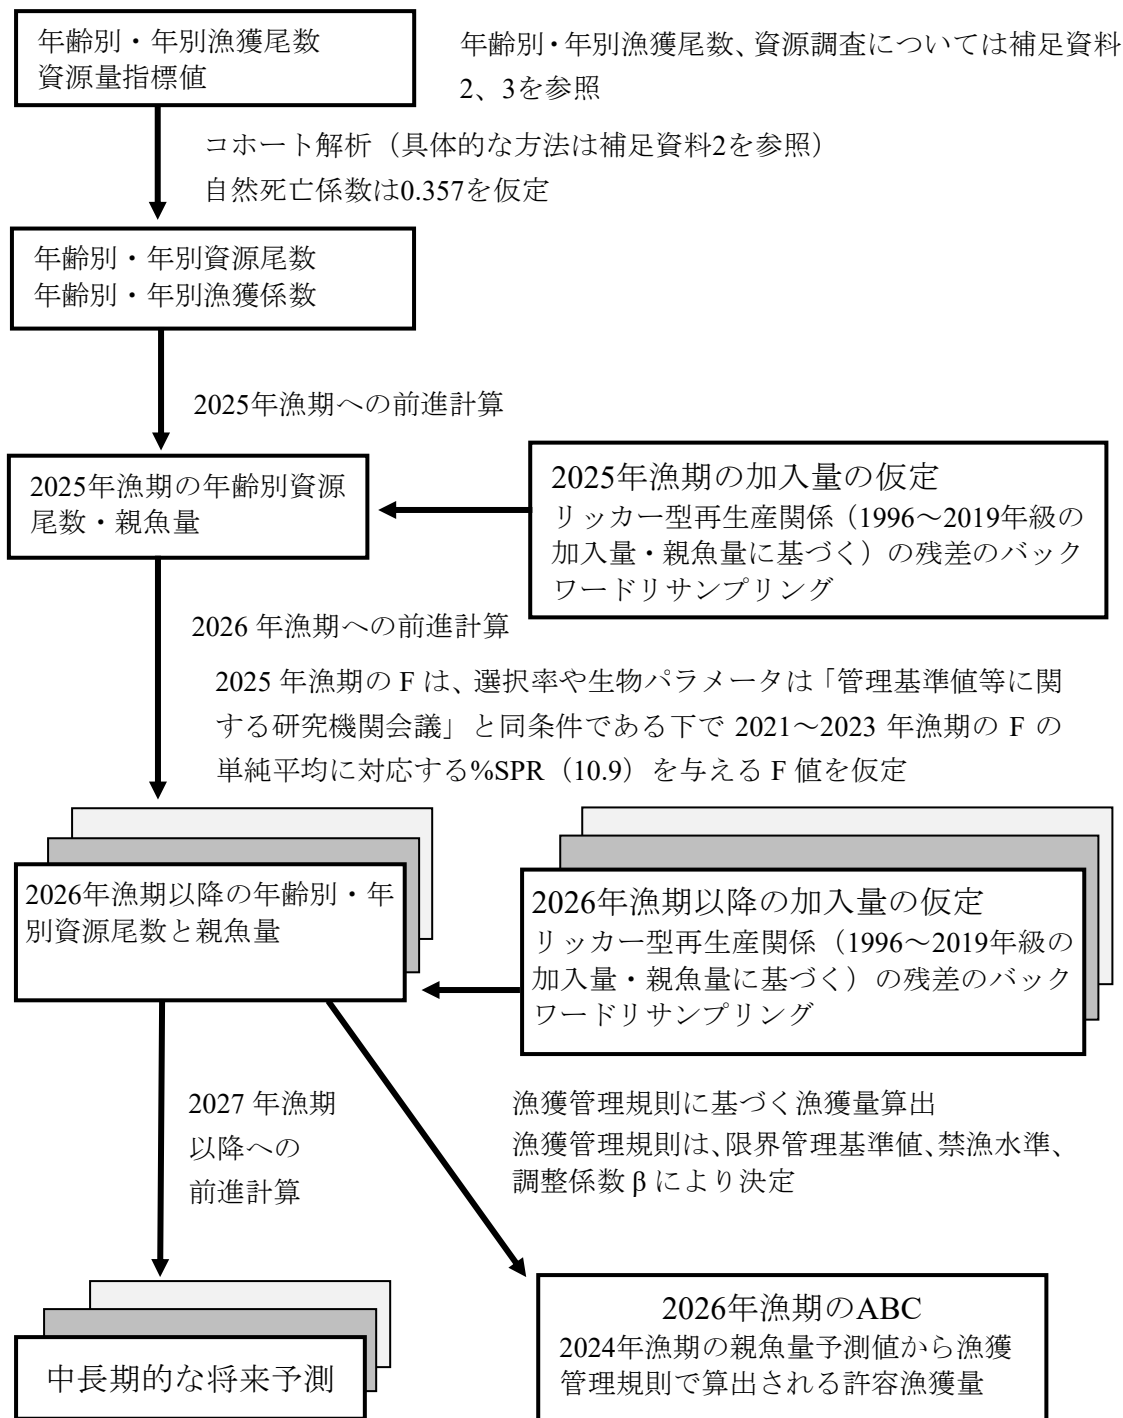 年齢別・年別漁獲尾数
資源量指標値
年齢別・年別漁獲尾数、資源調査については補足資料
2、3を参照
コホート解析（具体的な方法は補足資料2を参照）
自然死亡係数は0.357を仮定
年齢別・年別資源尾数
年齢別・年別漁獲係数
2025年漁期への前進計算
2025年漁期の年齢別資源
尾数・親魚量
2025年漁期の加入量の仮定
リッカー型再生産関係（1996～2019年級の
加入量・親魚量に基づく）の残差のバック
ワードリサンプリング
2026 年漁期への前進計算
2025 年漁期の F は、選択率や生物パラメータは「管理基準値等に関
する研究機関会議」と同条件である下で 2021～2023 年漁期の F の
単純平均に対応する%SPR（10.9）を与える F 値を仮定
2026年漁期以降の年齢別・年
別資源尾数と親魚量
2026年漁期以降の加入量の仮定
リッカー型再生産関係（1996～2019年級の
加入量・親魚量に基づく）の残差のバック
ワードリサンプリング
2027 年漁期
以降への
前進計算
漁獲管理規則に基づく漁獲量算出
漁獲管理規則は、限界管理基準値、禁漁水準、
調整係数 β により決定
中長期的な将来予測
2026年漁期のABC
2024年漁期の親魚量予測値から漁獲
管理規則で算出される許容漁獲量